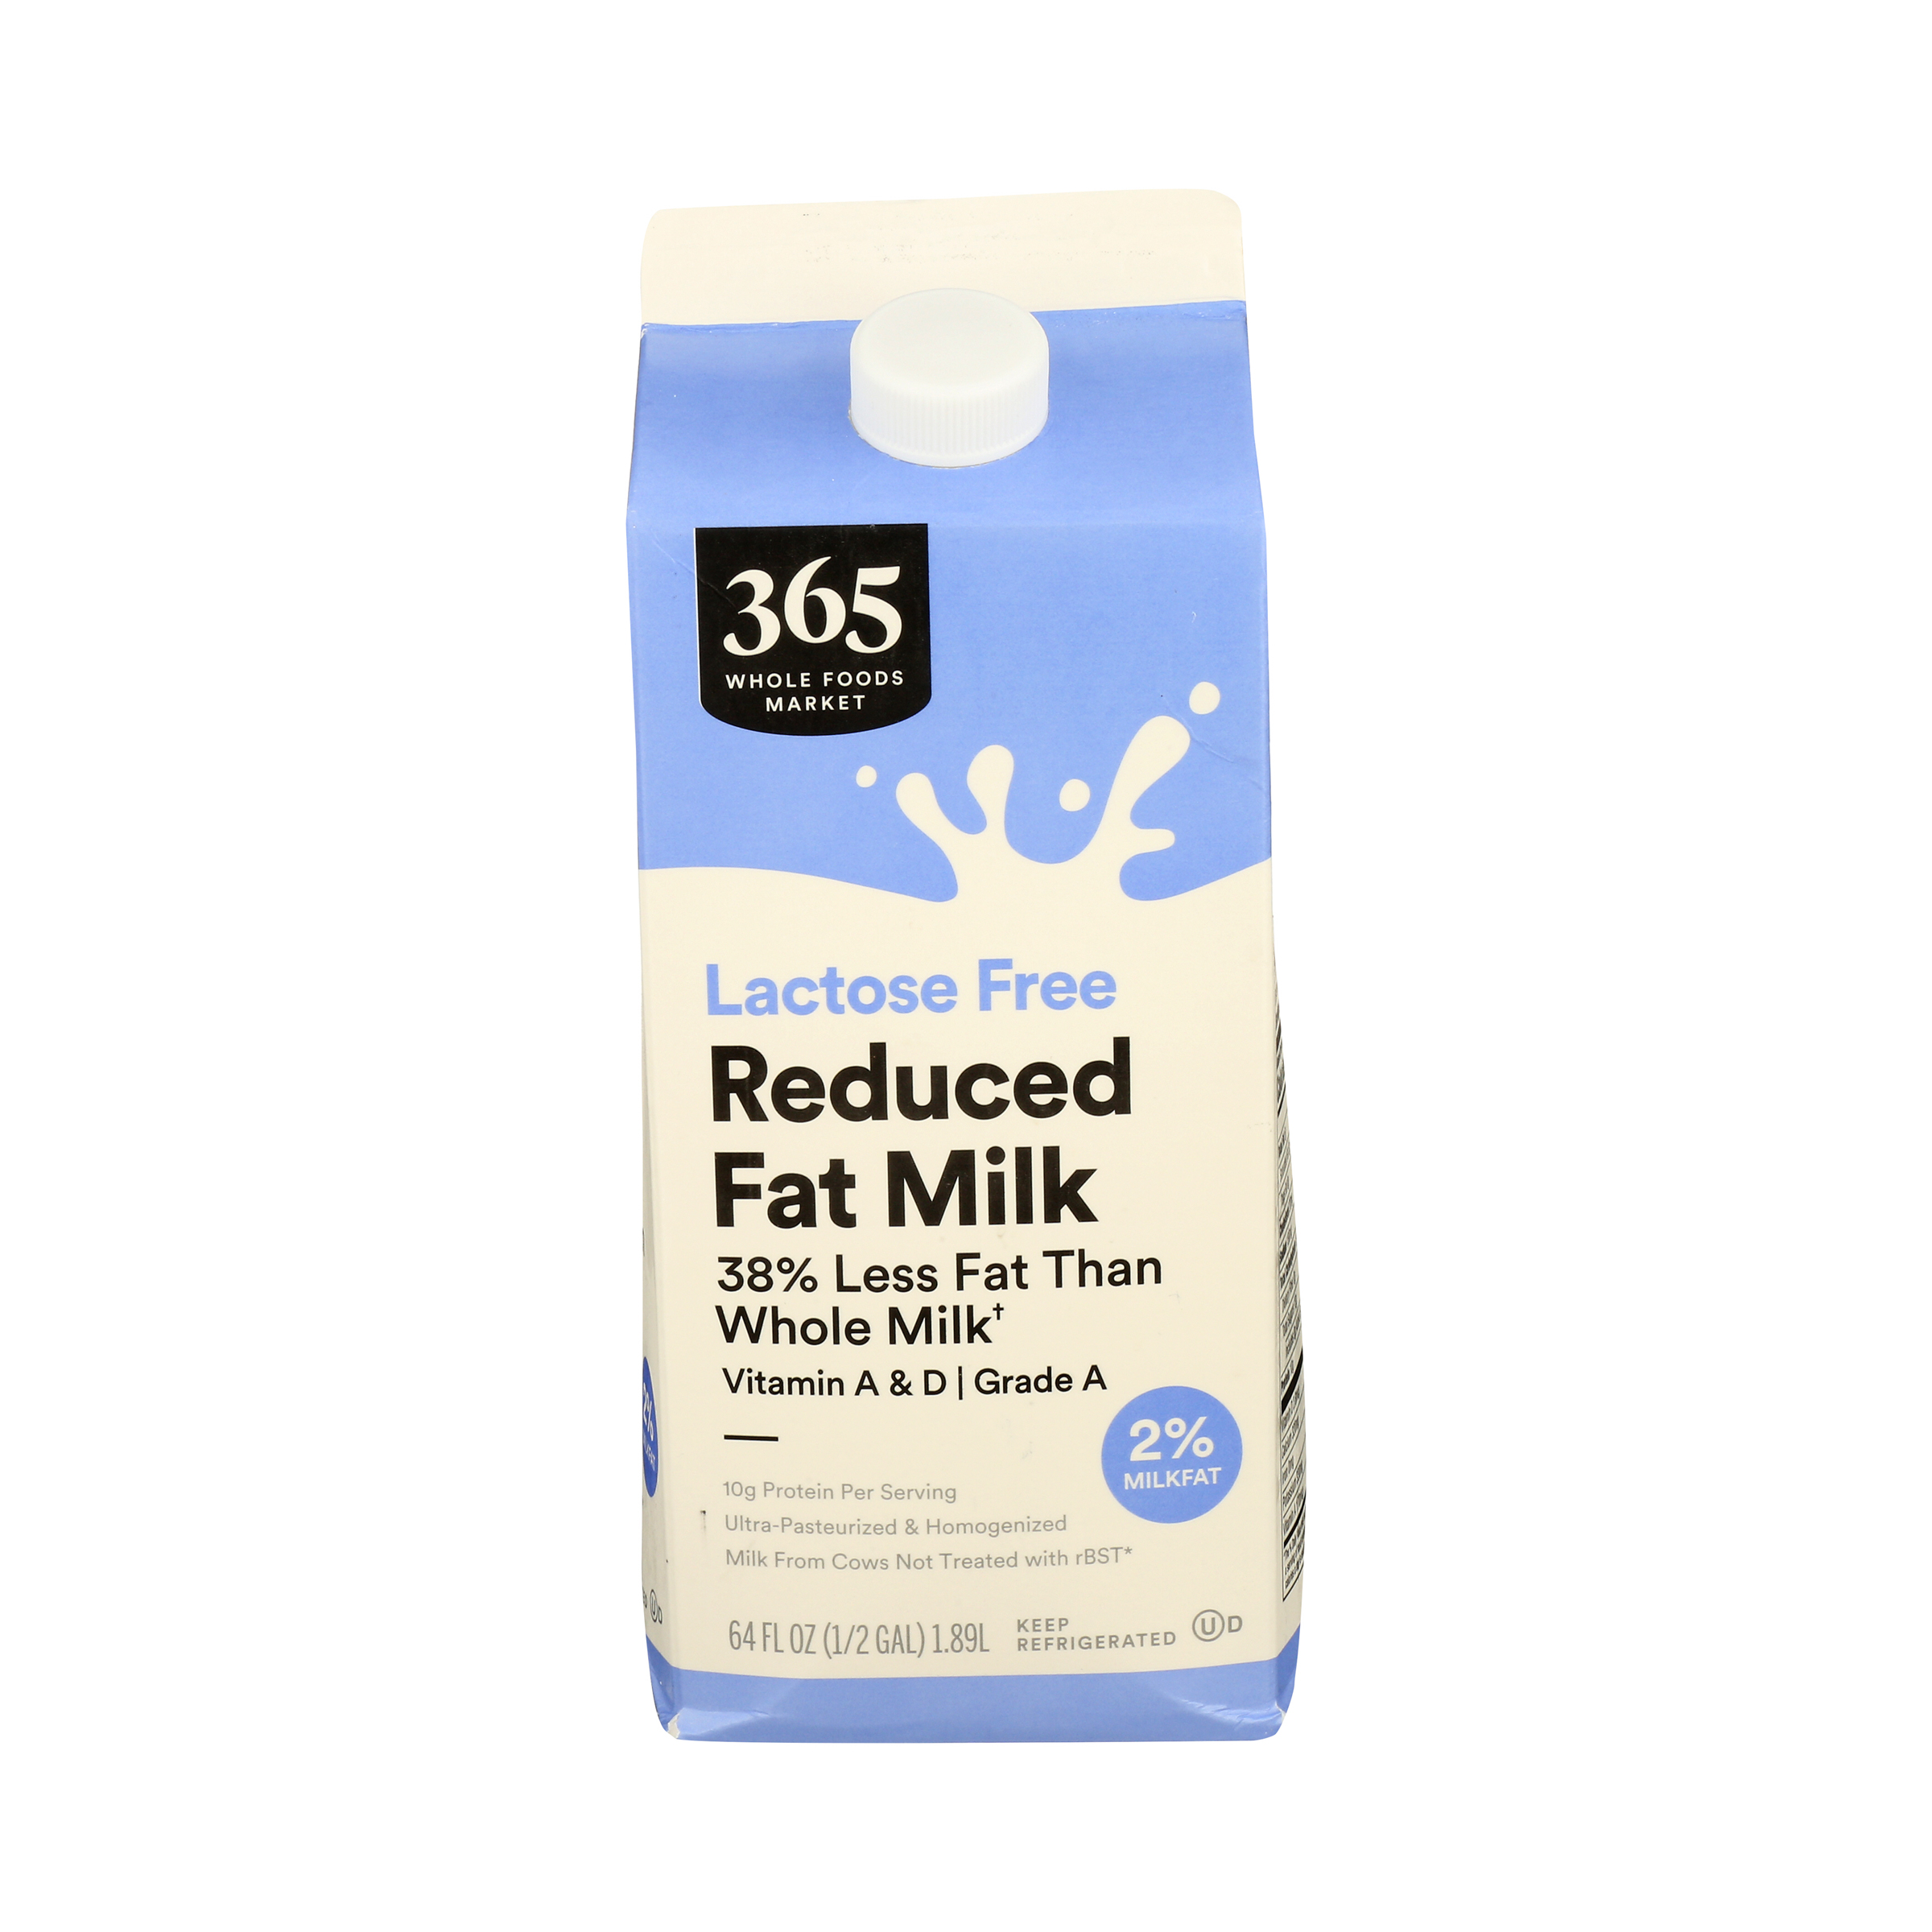 365
WHOLE FOODS
MARKET
Lactose Free
Reduced
Fat Milk
38% Less Fat Than
Whole Milk†
Vitamin A & D | Grade A
2%
MILKFAT
10g Protein Per Serving
Ultra-Pasteurized & Homogenized
Milk From Cows Not Treated with rBST*
64 FL OZ (1/2 GAL) 1.89L
KEEP
REFRIGERATED
U D
2%